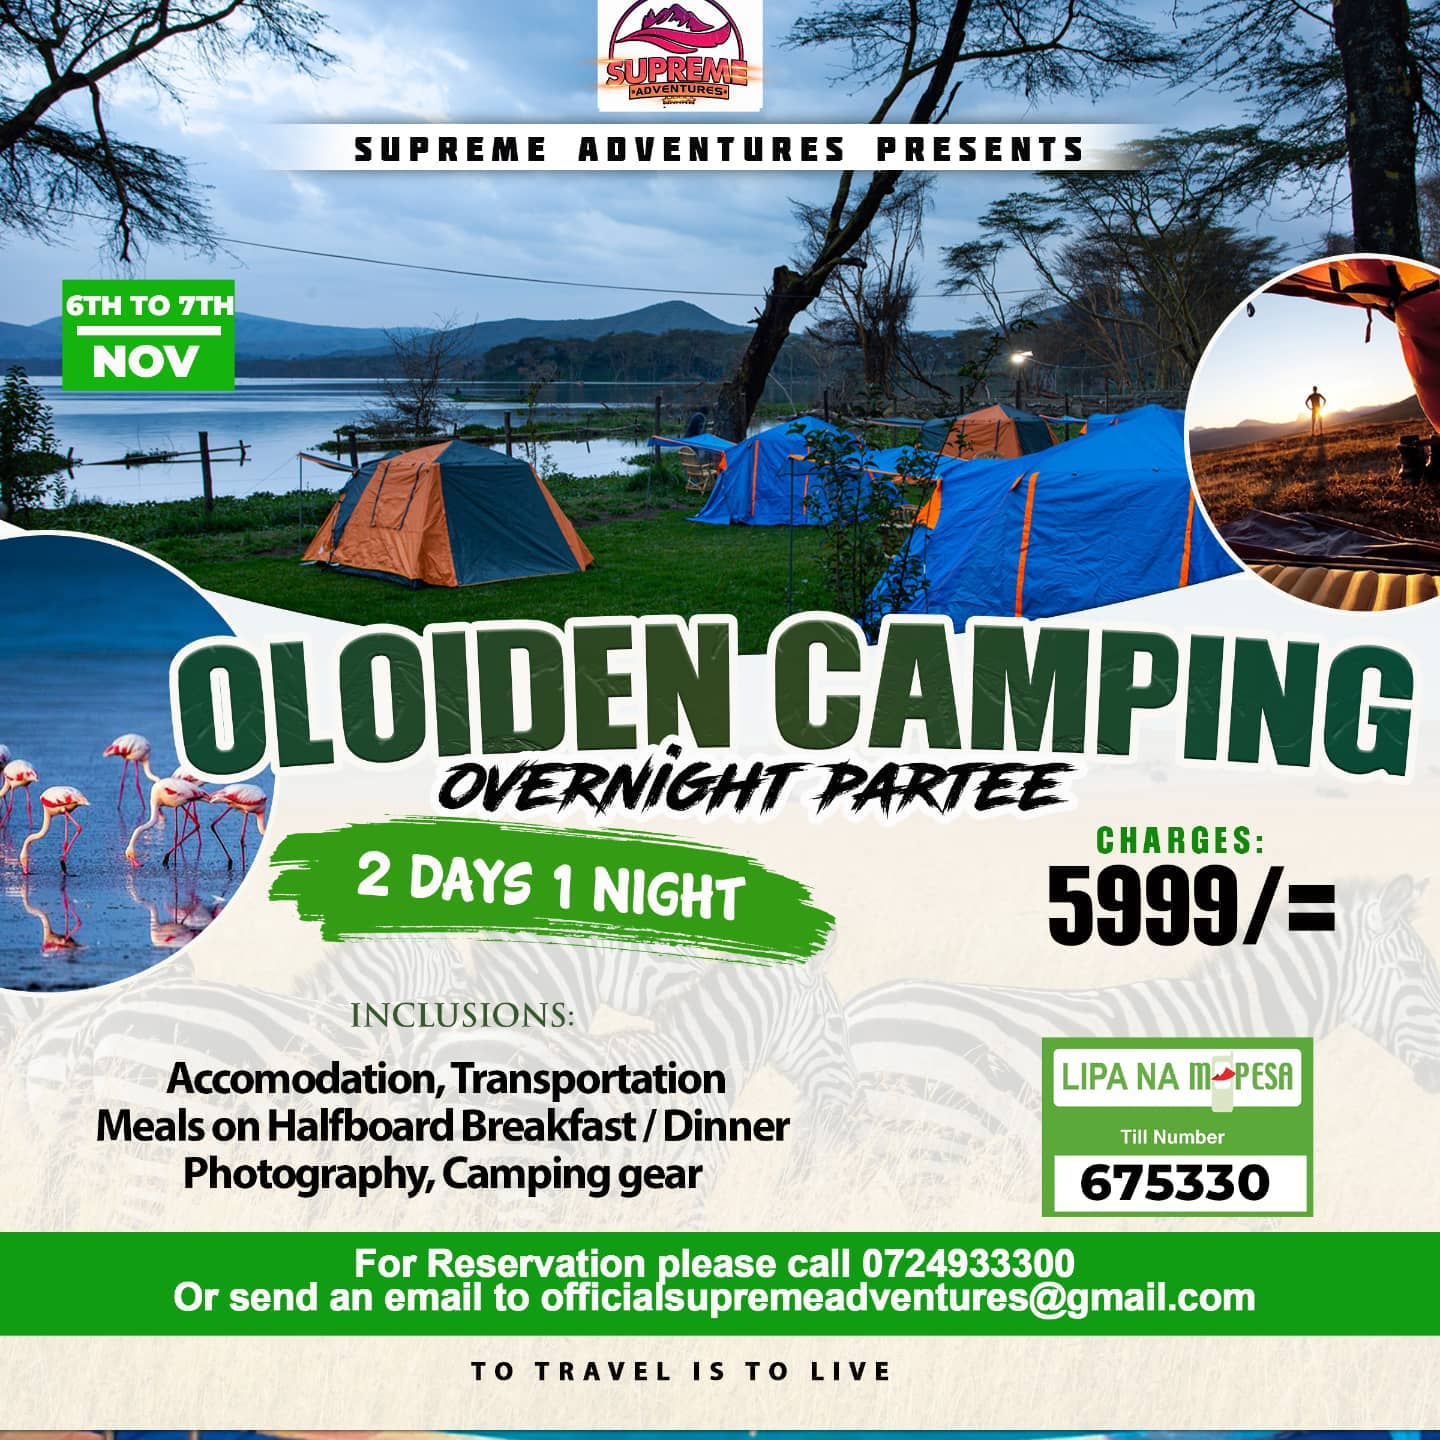 SUPREME
ADVENTURES
SUPREME ADVENTURES PRESENTS
6TH TO 7TH
NOV
OLOIDEN CAMPING
OVERNIGHT PARTEE
2 DAYS 1 NIGHT
CHARGES:
5999/=
INCLUSIONS:
Accomodation, Transportation
Meals on Halfboard Breakfast / Dinner
Photography, Camping gear
LIPA NA M-PESA
Till Number
675330
For Reservation please call 0724933300
Or send an email to officialsupremeadventures@gmail.com
TO TRAVEL IS TO LIVE